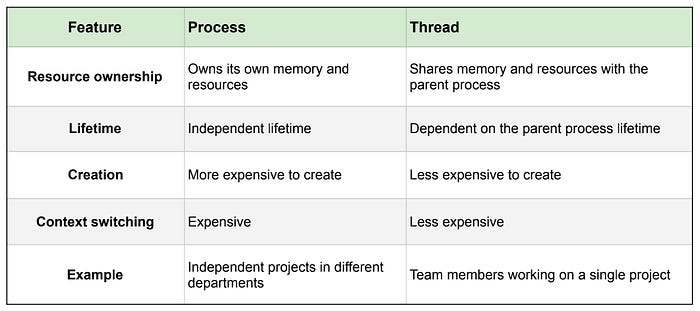 Feature Process Thread
Resource ownership
Owns its own memory and
resources
Shares memory and resources with the
parent process
Lifetime Independent lifetime Dependent on the parent process lifetime
Creation More expensive to create Less expensive to create
Context switching Expensive Less expensive
Example
Independent projects in different
departments
Team members working on a single project